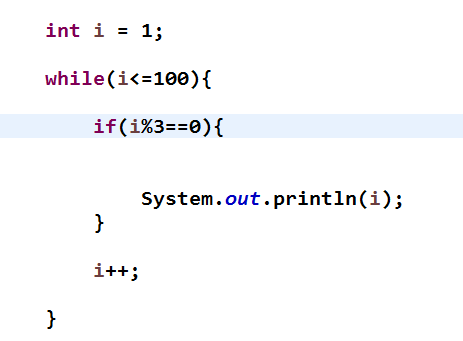 int i = 1;
while(i<=100){
if(i%3==0){
System.out.println(i);
}
i++;
}